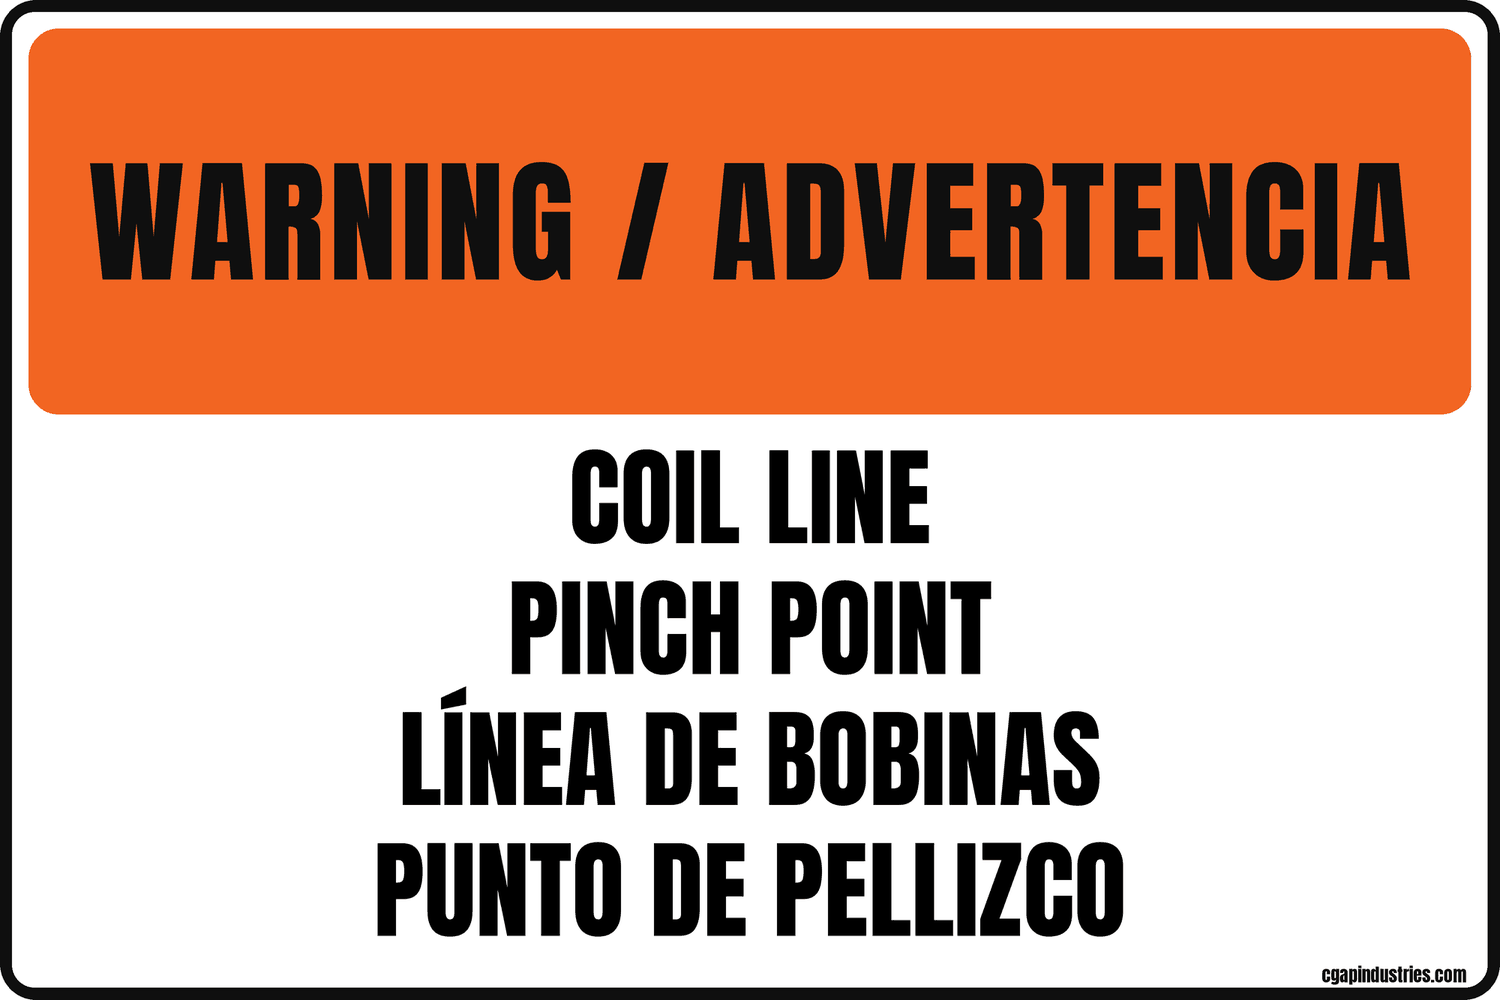 WARNING / ADVERTENCIA
COIL LINE
PINCH POINT
LÍNEA DE BOBINAS
PUNTO DE PELLIZCO
cgapindustries.com